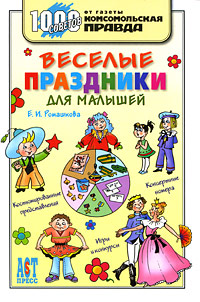 1000 СОВЕТОВ
ОТ ГАЗЕТЫ
КОМСОМОЛЬСКАЯ
ПРАВДА
ВЕСЕЛЫЕ
ПРАЗДНИКИ
ДЛЯ МАЛЫШЕЙ
Е. И. Ромашкова
Костюмированные
представления
Концертные
номера
Игры
и конкурсы
АСТ
ПРЕСС